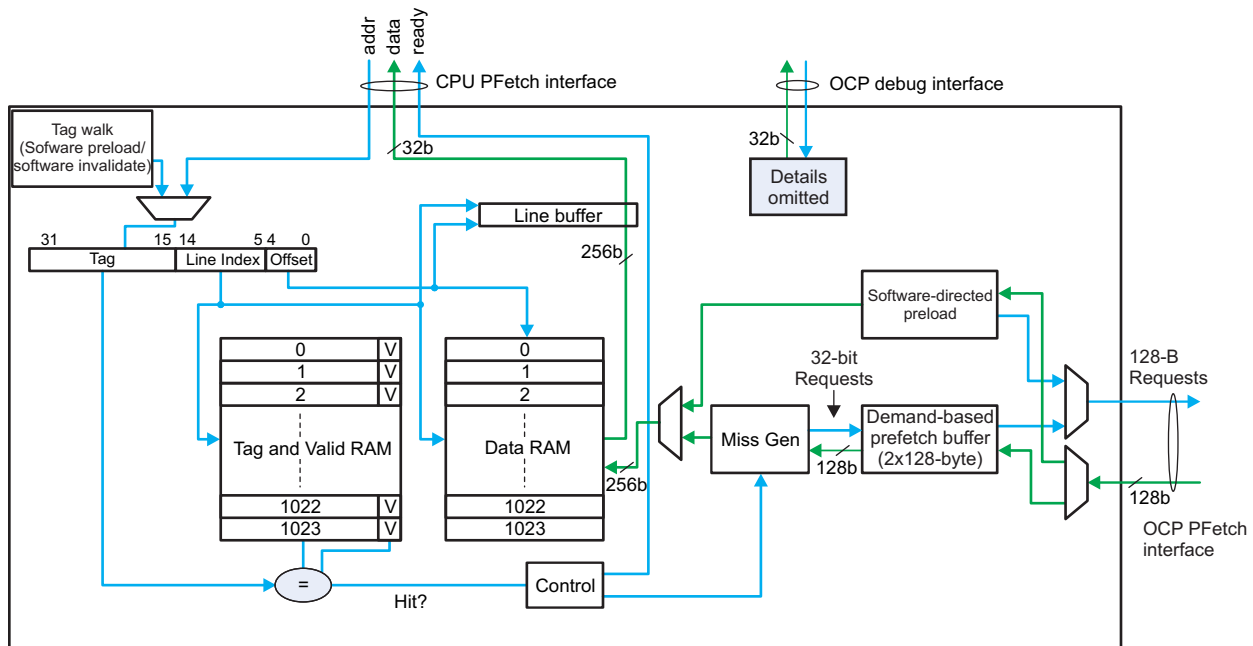 addr
data
ready
CPU PFetch interface
OCP debug interface
Tag walk
(Sofware preload/
software invalidate)
32b
32b
Details
omitted
Line buffer
31
15
14
5
4
0
Tag
Line Index
Offset
256b
Software-directed
preload
0
V
1
V
2
V
Tag and Valid RAM
1022
V
1023
V
0
1
2
Data RAM
1022
1023
32-bit
Requests
128-B
Requests
Miss Gen
Demand-based
prefetch buffer
(2x128-byte)
128b
256b
128b
OCP PFetch
interface
=
Hit?
Control